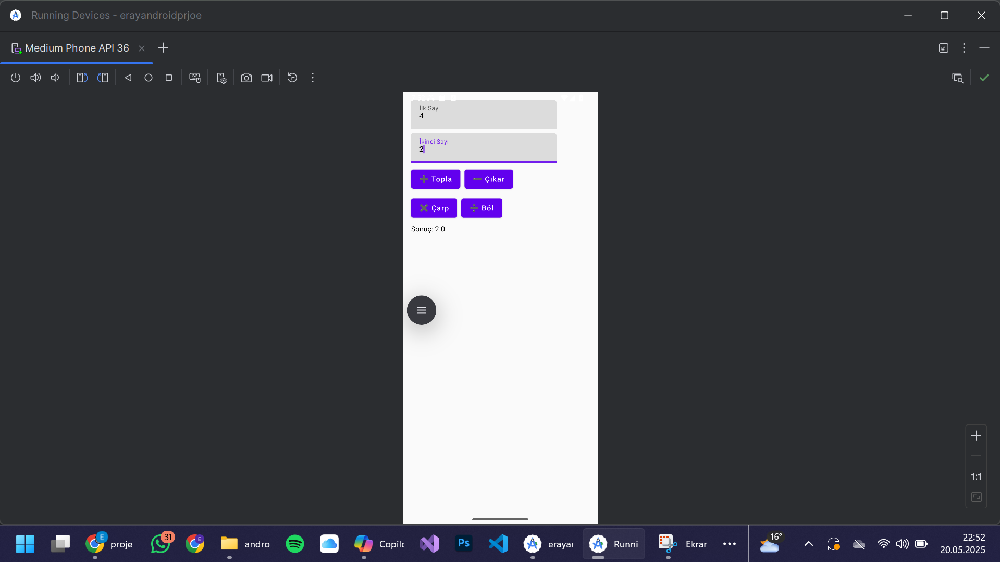 Running Devices - erayandroidprjoe
Medium Phone API 36
İlk Sayı
4
İkinci Sayı
2
➕ Topla
➖ Çıkar
✖ Çarp
➗ Böl
Sonuç: 2.0
1:1
E
proje
31
E
andro
Copilc
Ps
erayar
Runni
Ekrar
16°
22:52
20.05.2025